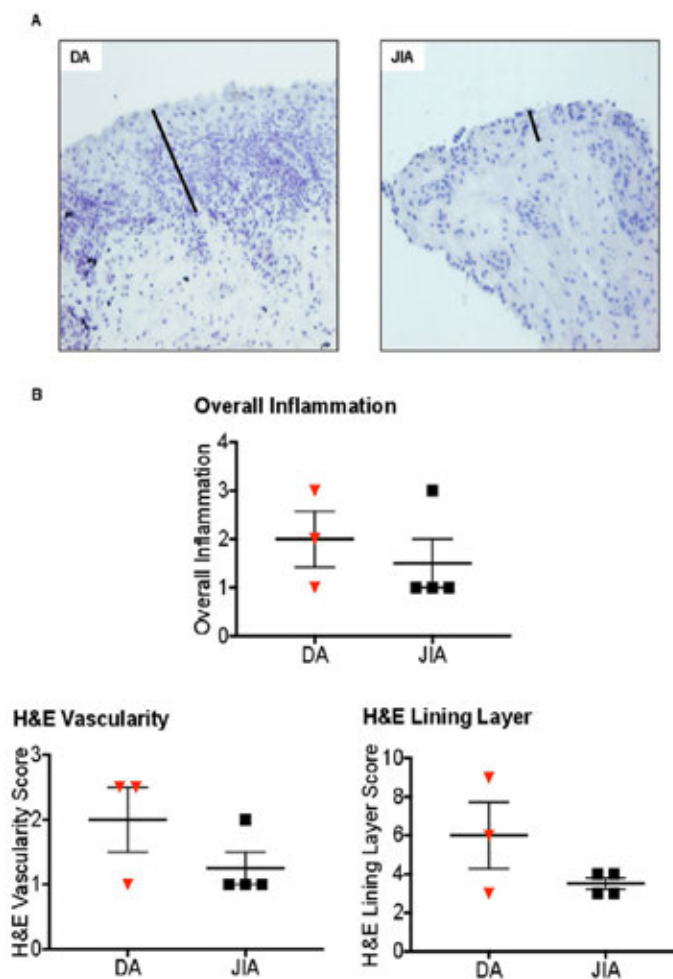 A
DA
JIA
B
Overall Inflammation
Overall Inflammation
4
3
2
1
0
DA JIA
H&E Vascularity
H&E Vascularity Score
3
2
1
0
DA JIA
H&E Lining Layer
H&E Lining Layer Score
10
8
6
4
2
0
DA JIA